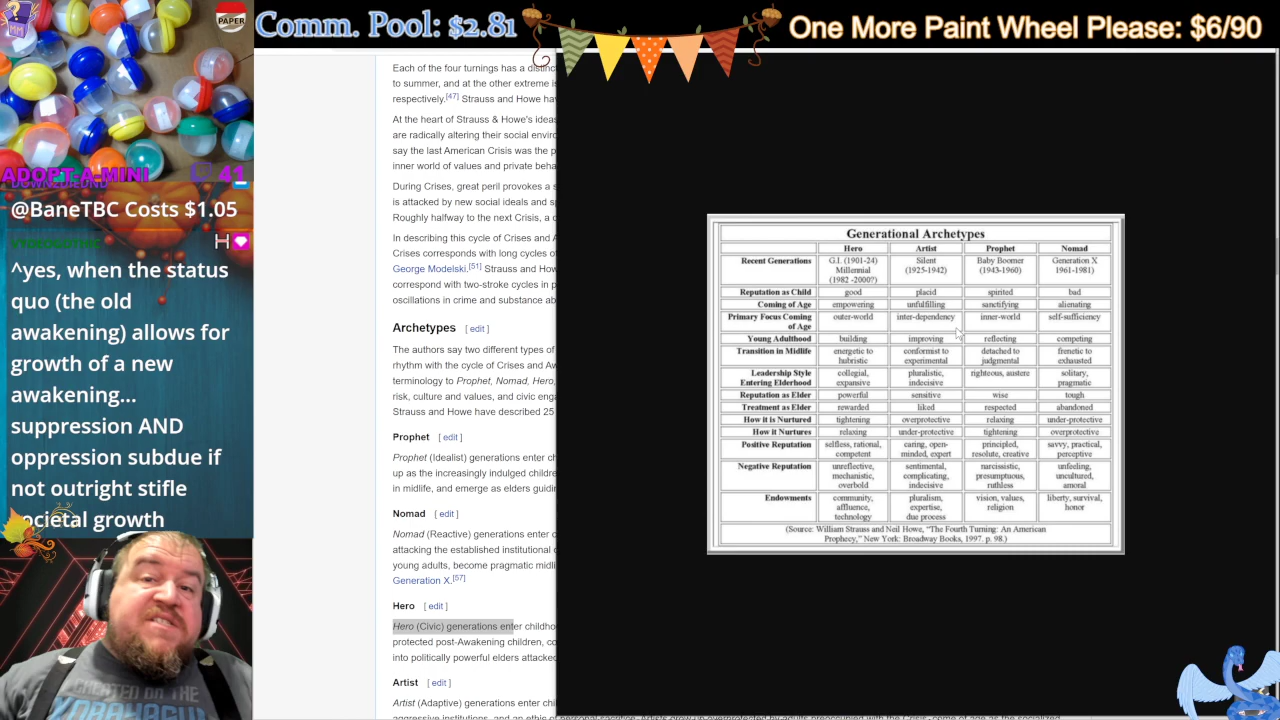 PAPER
Comm. Pool: $2.81
One More Paint Wheel Please: $6/90
ADOPT-A-MINI
41
@BaneTBC Costs $1.05
^yes, when the status
quo (the old
awakening) allows for
growth of a new
awakening...
suppression AND
oppression subdue if
not outright stifle
societal growth
Each of the four turnings has a distinct
to summer, and at the other extreme is
respectively.[47] Strauss and Howe hav
At the heart of Strauss & Howe's ideas
are radically altering their social enviro
say the last American Crisis was the p
inner world of values and private beha
During Crises, great peril provokes a s
is attacked by new social ideals and sp
Roughly halfway to the next Crisis, a c
In describing this cycle of Crises and A
Crises corresponds with long cycles of
George Modelski.[51] Strauss and How
correspond with two-stroke cycles in p
oscillations in crime and substance ab
Archetypes [ edit ]
The authors say two different types of
rhythm with the cycle of Crises and Aw
terminology to Prophet, Nomad, Hero,
risk, culture and values, and civic enga
Strauss and Howe have described 25
Prophet [ edit ]
Prophet (Idealist) generations enter ch
up as the increasingly indulged childre
in midlife, and emerge as elders guidin
Nomad [ edit ]
Nomad (Reactive) generations enter c
attacking the established institutional o
young adults, become pragmatic midli
Generation X.[57]
Hero [ edit ]
Hero (Civic) generations enter childho
protected post-Awakening children, co
into politically powerful elders attacked
Artist [ edit ]
Artist (Adaptive) generations enter chi
Generational Archetypes
Hero Artist Prophet Nomad
Recent Generations G.I. (1901-24) Silent Baby Boomer Generation X
Millennial (1925-1942) (1943-1960) 1961-1981)
(1982 -2000?)
Reputation as Child good placid spirited bad
Coming of Age empowering unfulfilling sanctifying alienating
Primary Focus Coming outer-world inter-dependency inner-world self-sufficiency
of Age
Young Adulthood building improving reflecting competing
Transition in Midlife energetic to conformist to detached to frenetic to
hubristic experimental judgmental exhausted
Leadership Style collegial, pluralistic, righteous, austere solitary,
Entering Elderhood expansive indecisive pragmatic
Reputation as Elder powerful sensitive wise tough
Treatment as Elder rewarded liked respected abandoned
How it is Nurtured tightening overprotective relaxing under-protective
How it Nurtures relaxing under-protective tightening overprotective
Positive Reputation selfless, rational, caring, open- principled, savvy, practical,
competent minded, expert resolute, creative perceptive
Negative Reputation unreflective, sentimental, narcissistic, unfeeling,
mechanistic, complicating, presumptuous, uncultured,
overbold indecisive ruthless amoral
Endowments community, pluralism, vision, values, liberty, survival,
affluence, expertise, religion honor
technology due process
(Source: William Strauss and Neil Howe, "The Fourth Turning: An American
Prophecy," New York: Broadway Books, 1997. p. 98.)